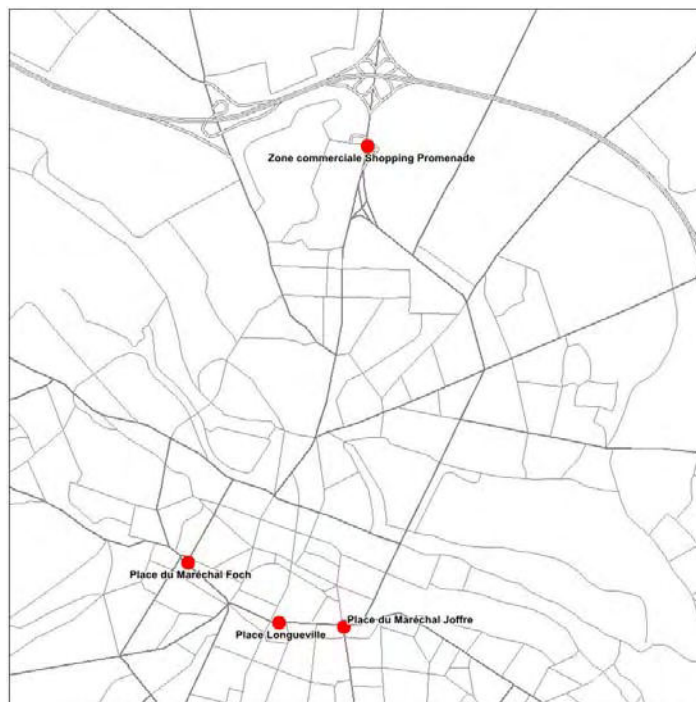 Zone commerciale Shopping Promenade
Place du Maréchal Foch
Place du Maréchal Joffre
Place Longueville